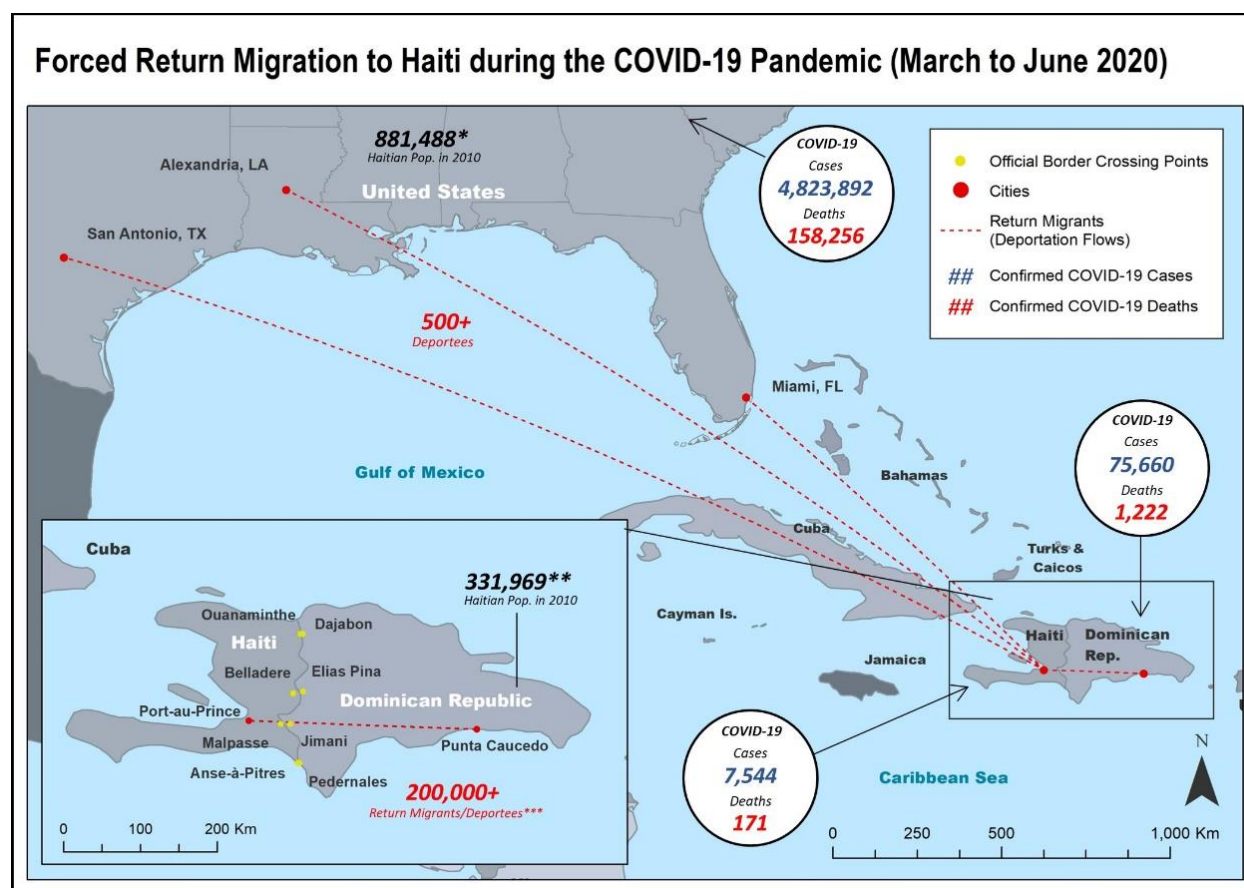 Forced Return Migration to Haiti during the COVID-19 Pandemic (March to June 2020)
881,488*
Haitian Pop. in 2010
Alexandria, LA
United States
San Antonio, TX
COVID-19
Cases
4,823,892
Deaths
158,256
Official Border Crossing Points
Cities
Return Migrants
(Deportation Flows)
## Confirmed COVID-19 Cases
## Confirmed COVID-19 Deaths
500+
Deportees
Miami, FL
Gulf of Mexico
Bahamas
COVID-19
Cases
75,660
Deaths
1,222
Cuba
Turks &
Caicos
Cayman Is.
Jamaica
Haiti
Dominican
Rep.
COVID-19
Cases
7,544
Deaths
171
Caribbean Sea
N
0 250 500 1,000 Km
Cuba
331,969**
Haitian Pop. in 2010
Ouanaminthe
Dajabon
Haiti
Belladere
Elias Pina
Dominican Republic
Port-au-Prince
Malpasse
Jimani
Punta Caucedo
Anse-à-Pitres
Pedernales
200,000+
Return Migrants/Deportees***
0 100 200 Km